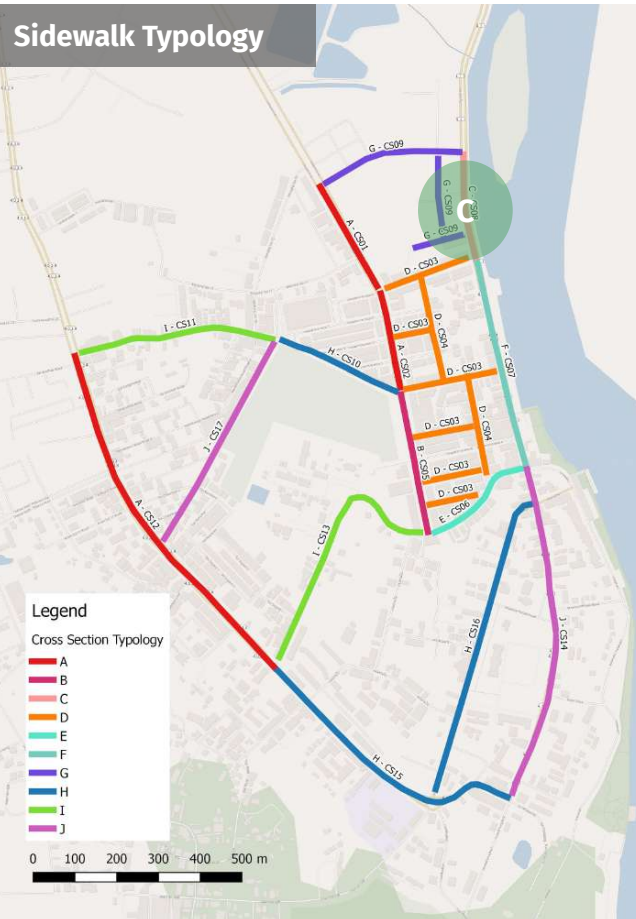 Sidewalk Typology
G - CS09
G - CS09
C
G - CS09
A - CS01
D - CS03
D - CS03
D - CS04
I - CS11
H - CS10
A - CS02
F - CS07
D - CS03
J - CS17
D - CS03
D - CS04
B - CS05
D - CS03
D - CS03
E - CS06
A - CS12
I - CS13
H - CS16
J - CS14
H - CS15
Legend
Cross Section Typology
A
B
C
D
E
F
G
H
I
J
0 100 200 300 400 500 m